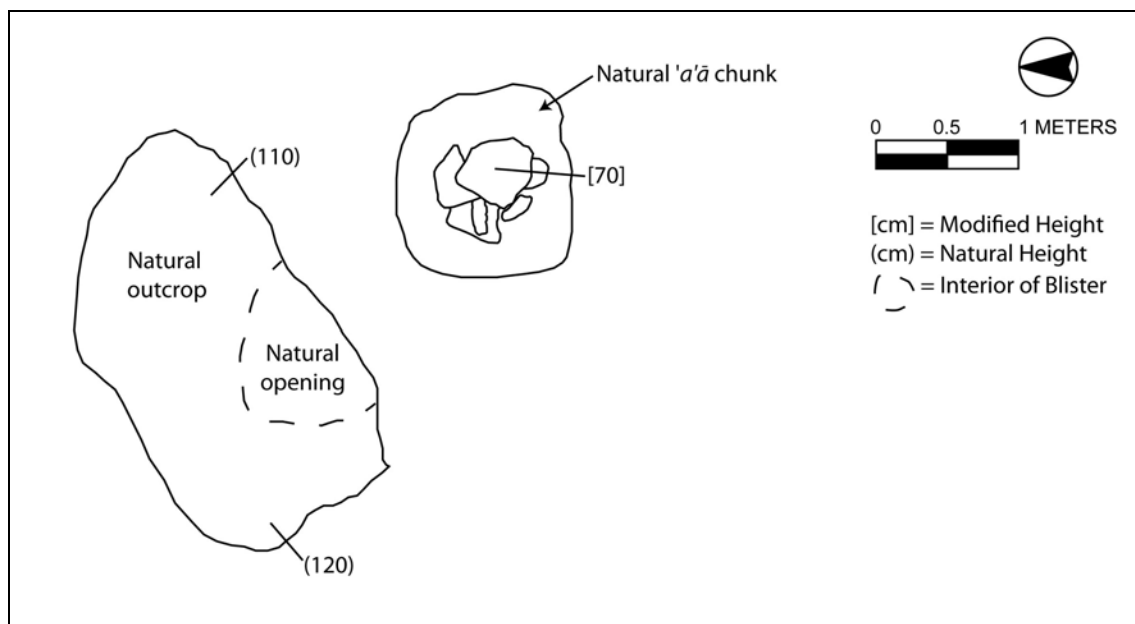 Natural 'a'ā chunk
0 0.5 1 METERS
(110)
[70]
[cm] = Modified Height
(cm) = Natural Height
= Interior of Blister
Natural
outcrop
Natural
opening
(120)